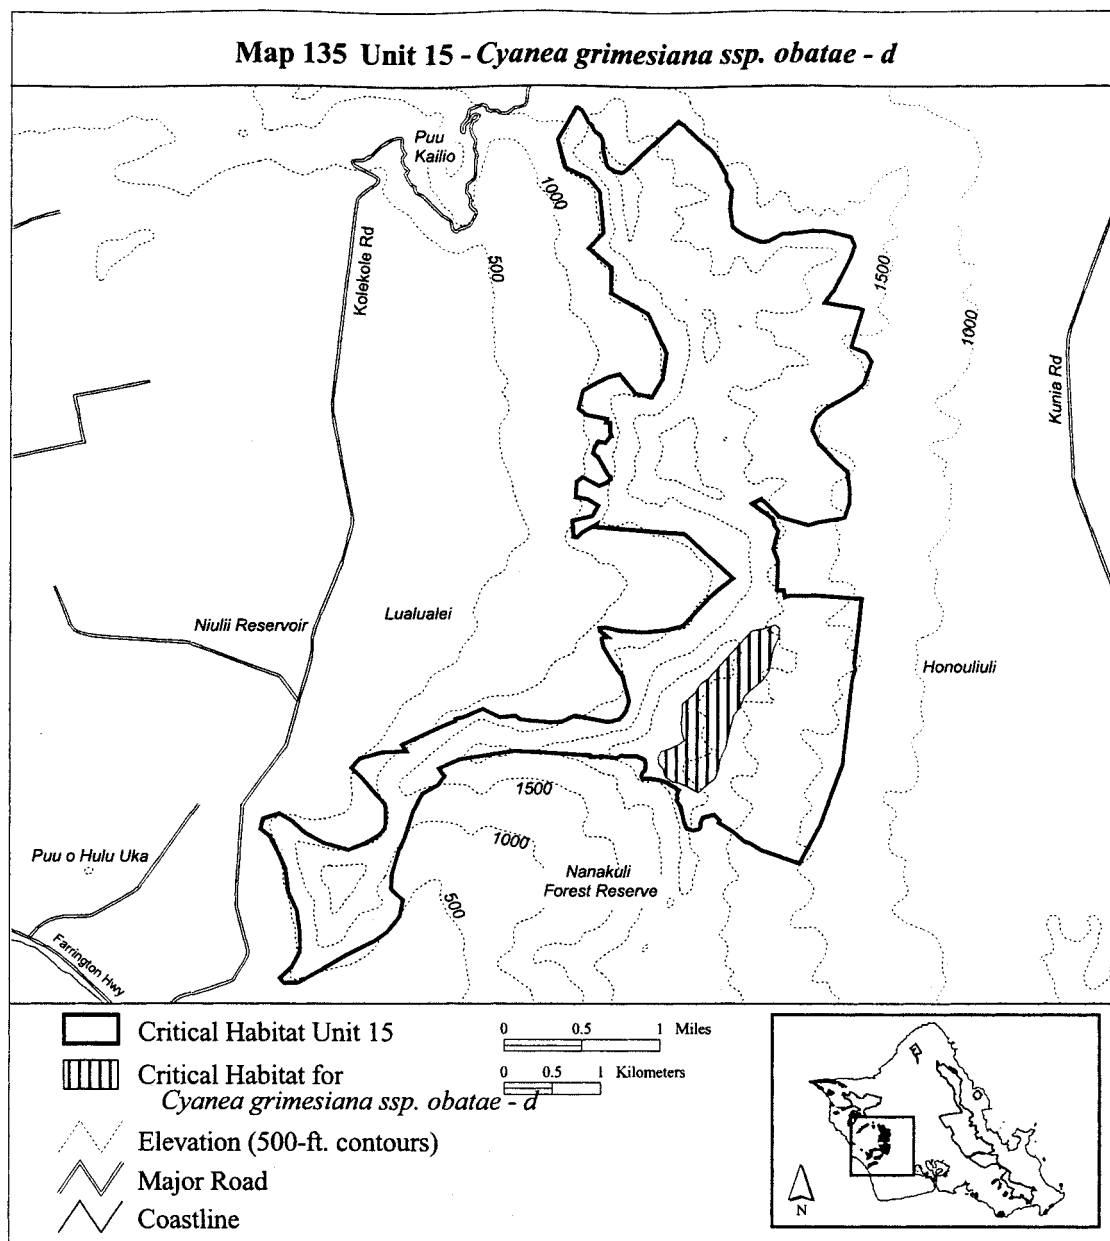 Map 135 Unit 15 - Cyanea grimesiana ssp. obatae - d
Puu
Kailio
1000
Kolekole Rd
500
1500
1000
Kunia Rd
Niulii Reservoir
Lualualei
Honouliuli
1500
1000
Puu o Hulu Uka
Nanakuli
Forest Reserve
500
Farrington Hwy
Critical Habitat Unit 15
0 0.5 1 Miles
Critical Habitat for
Cyanea grimesiana ssp. obatae - d
0 0.5 1 Kilometers
Elevation (500-ft. contours)
Major Road
Coastline
N